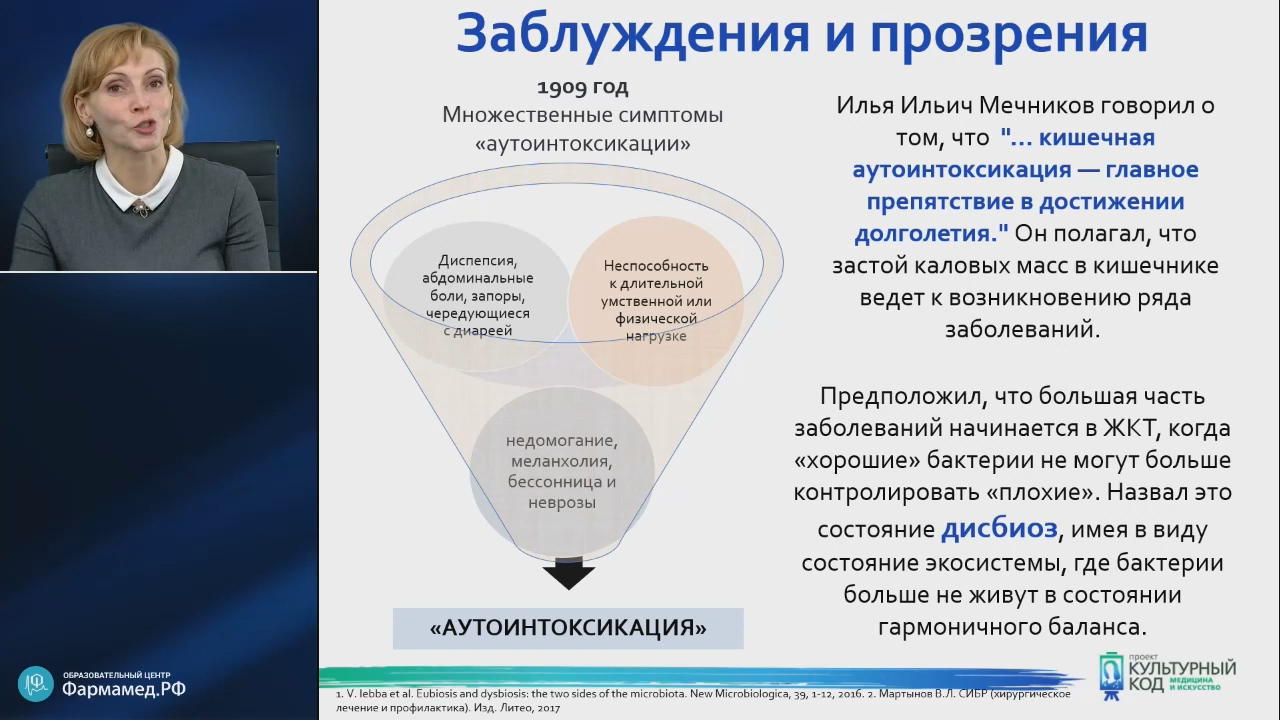 Заблуждения и прозрения
1909 год
Множественные симптомы
«аутоинтоксикации»
Диспепсия,
абдоминальные
боли, запоры,
чередующиеся
с диареей
Неспособность
к длительной
умственной или
физической
нагрузке
недомогание,
меланхолия,
бессонница и
неврозы
«АУТОИНТОКСИКАЦИЯ»
Илья Ильич Мечников говорил о
том, что "... кишечная
аутоинтоксикация — главное
препятствие в достижении
долголетия." Он полагал, что
застой каловых масс в кишечнике
ведет к возникновению ряда
заболеваний.
Предположил, что большая часть
заболеваний начинается в ЖКТ, когда
«хорошие» бактерии не могут больше
контролировать «плохие». Назвал это
состояние дисбиоз, имея в виду
состояние экосистемы, где бактерии
больше не живут в состоянии
гармоничного баланса.
ОБРАЗОВАТЕЛЬНЫЙ ЦЕНТР
Фармамед.РФ
1. V. Iebba et al. Eubiosis and dysbiosis: the two sides of the microbiota. New Microbiologica, 39, 1-12, 2016. 2. Мартынов В.Л. СИБР (хирургическое
лечение и профилактика). Изд. Литео, 2017
проект
КУЛЬТУРНЫЙ
КОД МЕДИЦИНА
И ИСКУССТВО